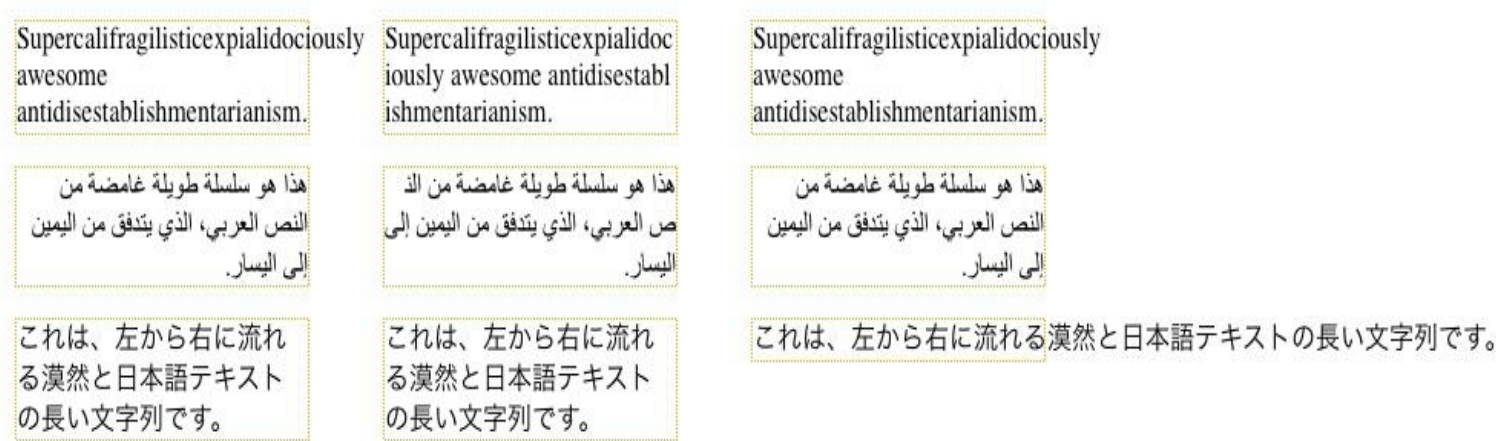 Supercalifragilisticexpialidociously
awesome
antidisestablishmentarianism.
Supercalifragilisticexpialidoc
iously awesome antidisestabl
ishmentarianism.
Supercalifragilisticexpialidociously
awesome
antidisestablishmentarianism.
هذا هو سلسلة طويلة غامضة من
النص العربي، الذي يتدفق من اليمين
إلى اليسار.
هذا هو سلسلة طويلة غامضة من الذ
ص العربي، الذي يتدفق من اليمين إلى
اليسار.
هذا هو سلسلة طويلة غامضة من
النص العربي، الذي يتدفق من اليمين
إلى اليسار.
これは、左から右に流れ
る漠然と日本語テキスト
の長い文字列です。
これは、左から右に流れ
る漠然と日本語テキスト
の長い文字列です。
これは、左から右に流れる漠然と日本語テキストの長い文字列です。